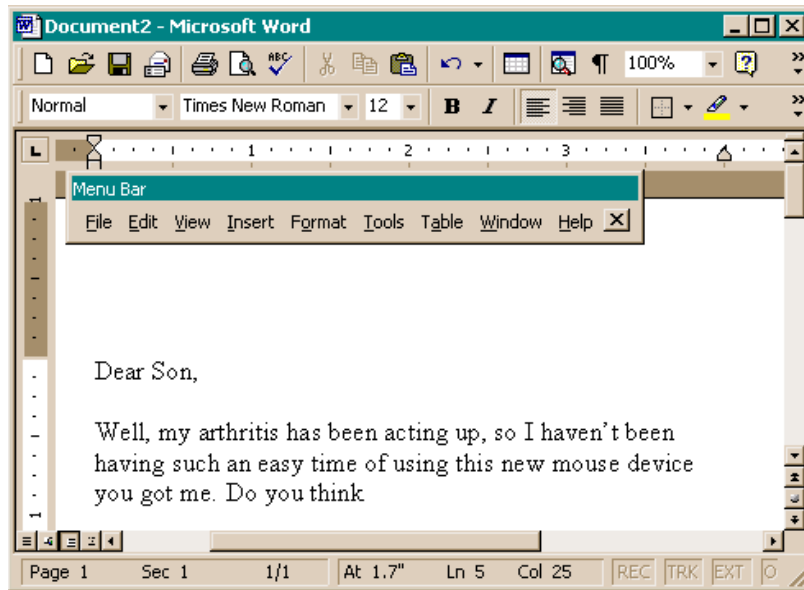 Document2 - Microsoft Word
ABC 100%
Normal Times New Roman 12 B I
1 2 3
Menu Bar
File Edit View Insert Format Tools Table Window Help
Dear Son,
Well, my arthritis has been acting up, so I haven't been
having such an easy time of using this new mouse device
you got me. Do you think
Page 1 Sec 1 1/1 At 1.7" Ln 5 Col 25 REC TRK EXT O